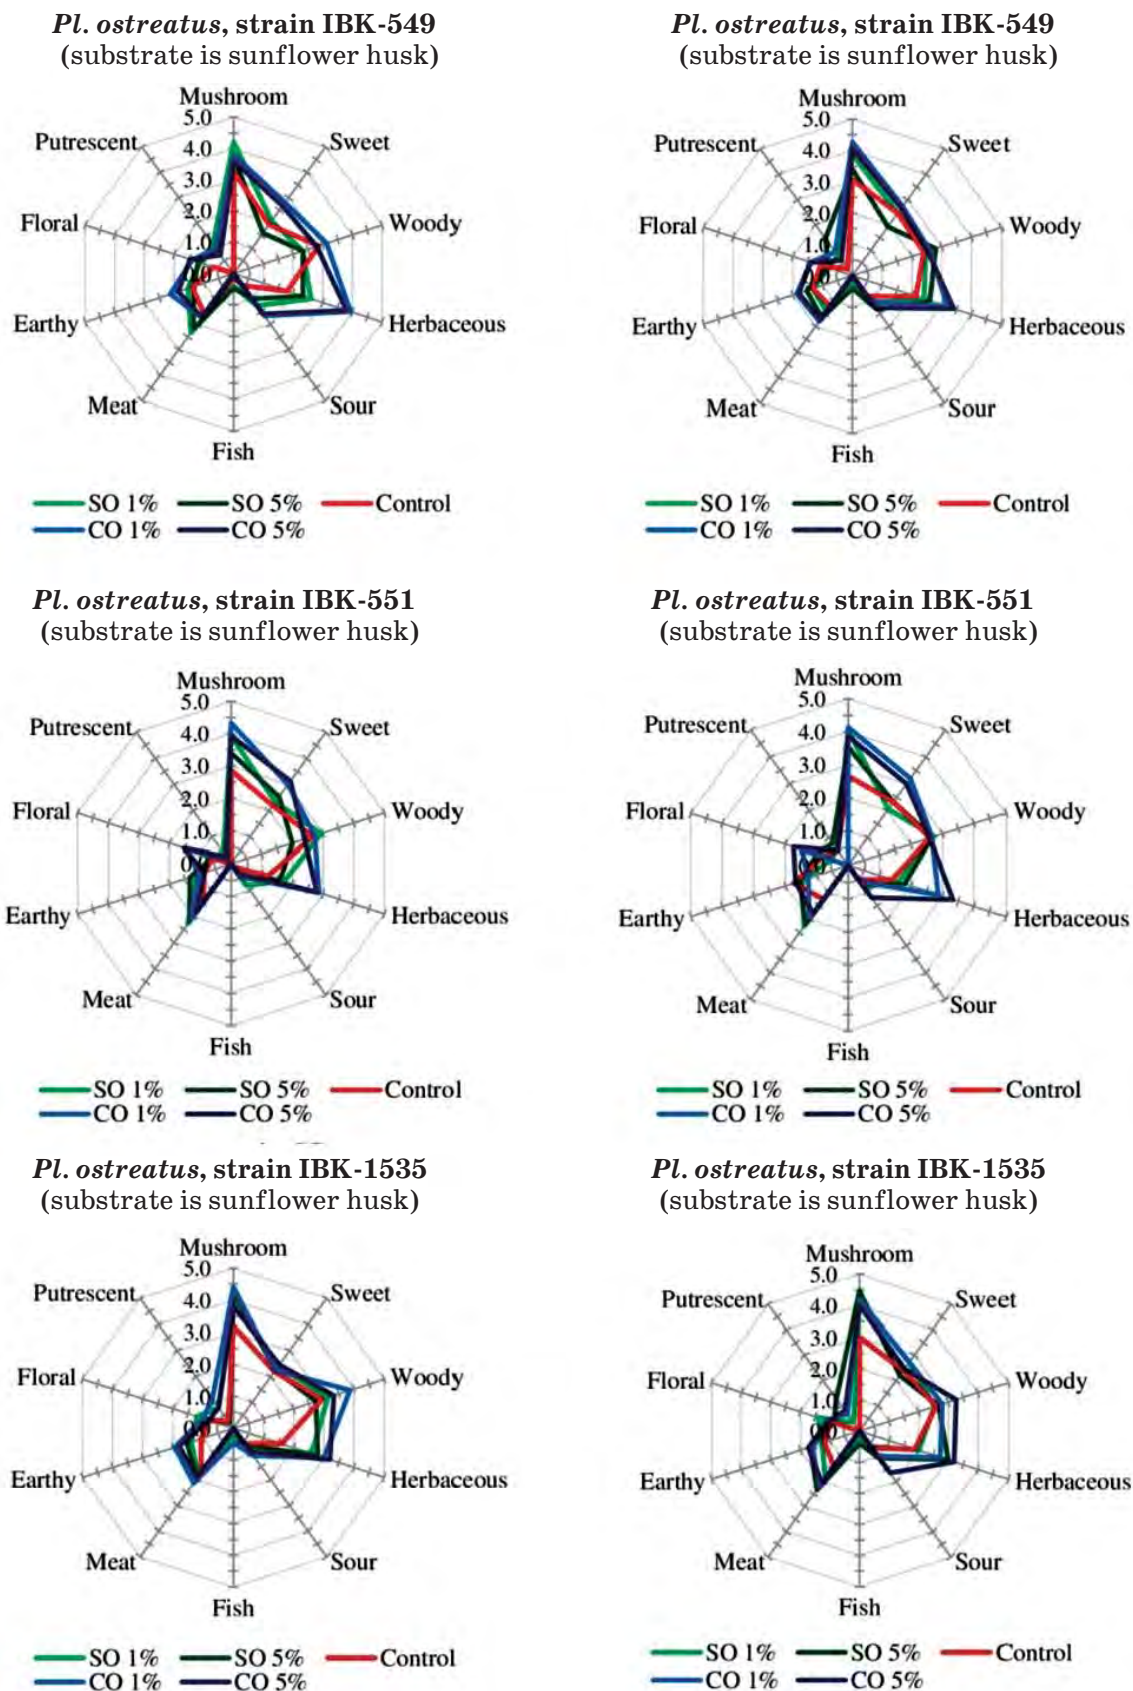 Pl. ostreatus, strain IBK-549
(substrate is sunflower husk)
Mushroom
5.0
4.0
3.0
2.0
1.0
Sweet
Woody
Herbaceous
Sour
Fish
Meat
Earthy
Floral
Putrescent
SO 1% SO 5% Control
CO 1% CO 5%
Pl. ostreatus, strain IBK-549
(substrate is sunflower husk)
Mushroom
5.0
4.0
3.0
2.0
1.0
Sweet
Woody
Herbaceous
Sour
Fish
Meat
Earthy
Floral
Putrescent
SO 1% SO 5% Control
CO 1% CO 5%
Pl. ostreatus, strain IBK-551
(substrate is sunflower husk)
Mushroom
5.0
4.0
3.0
2.0
1.0
Sweet
Woody
Herbaceous
Sour
Fish
Meat
Earthy
Floral
Putrescent
SO 1% SO 5% Control
CO 1% CO 5%
Pl. ostreatus, strain IBK-551
(substrate is sunflower husk)
Mushroom
5.0
4.0
3.0
2.0
1.0
Sweet
Woody
Herbaceous
Sour
Fish
Meat
Earthy
Floral
Putrescent
SO 1% SO 5% Control
CO 1% CO 5%
Pl. ostreatus, strain IBK-1535
(substrate is sunflower husk)
Mushroom
5.0
4.0
3.0
2.0
1.0
Sweet
Woody
Herbaceous
Sour
Fish
Meat
Earthy
Floral
Putrescent
SO 1% SO 5% Control
CO 1% CO 5%
Pl. ostreatus, strain IBK-1535
(substrate is sunflower husk)
Mushroom
5.0
4.0
3.0
2.0
1.0
Sweet
Woody
Herbaceous
Sour
Fish
Meat
Earthy
Floral
Putrescent
SO 1% SO 5% Control
CO 1% CO 5%